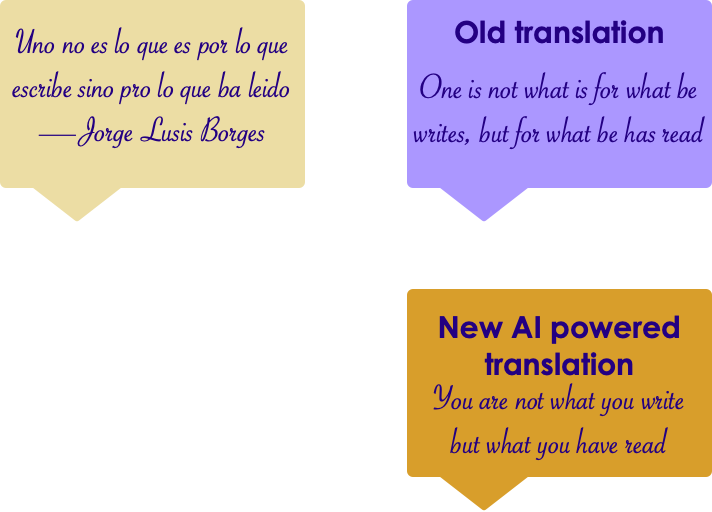 Uno no es lo que es por lo que
escribe sino pro lo que ba leido
—Jorge Lusis Borges
Old translation
One is not what is for what be
writes, but for what be has read
New AI powered
translation
You are not what you write
but what you have read